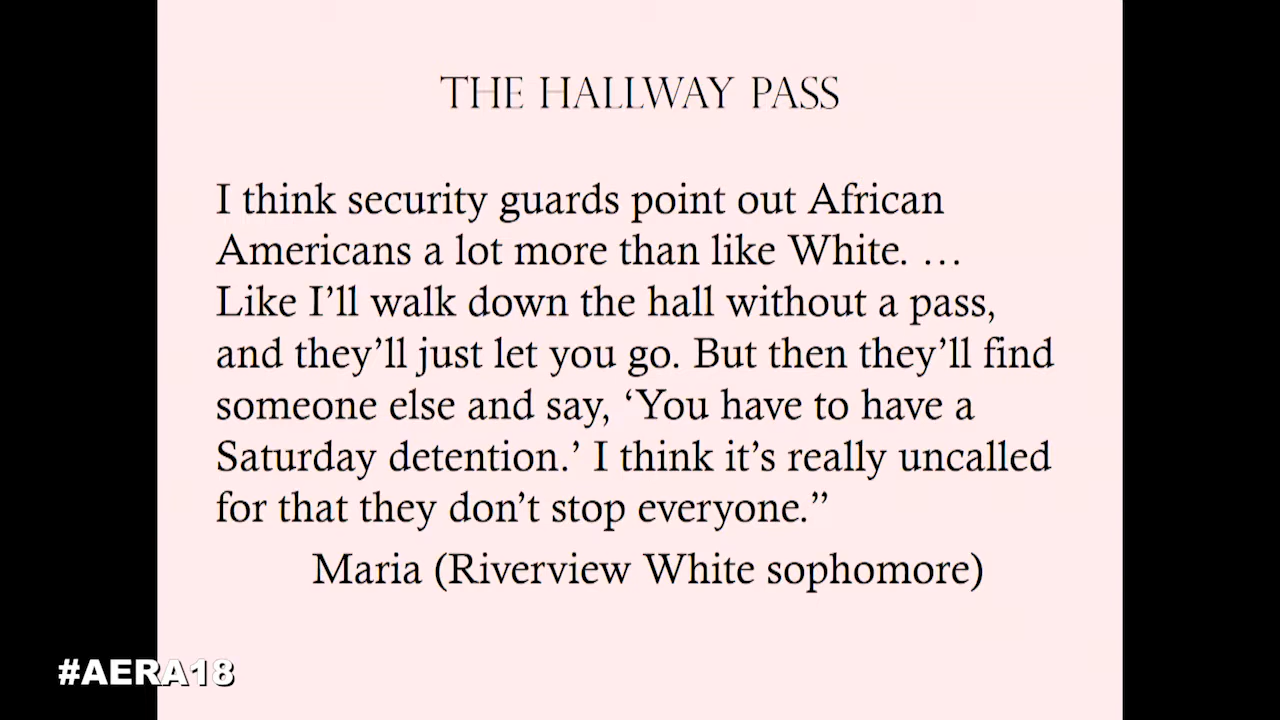 THE HALLWAY PASS
I think security guards point out African
Americans a lot more than like White. …
Like I’ll walk down the hall without a pass,
and they’ll just let you go. But then they’ll find
someone else and say, ‘You have to have a
Saturday detention.’ I think it’s really uncalled
for that they don’t stop everyone.”
Maria (Riverview White sophomore)
#AERA18